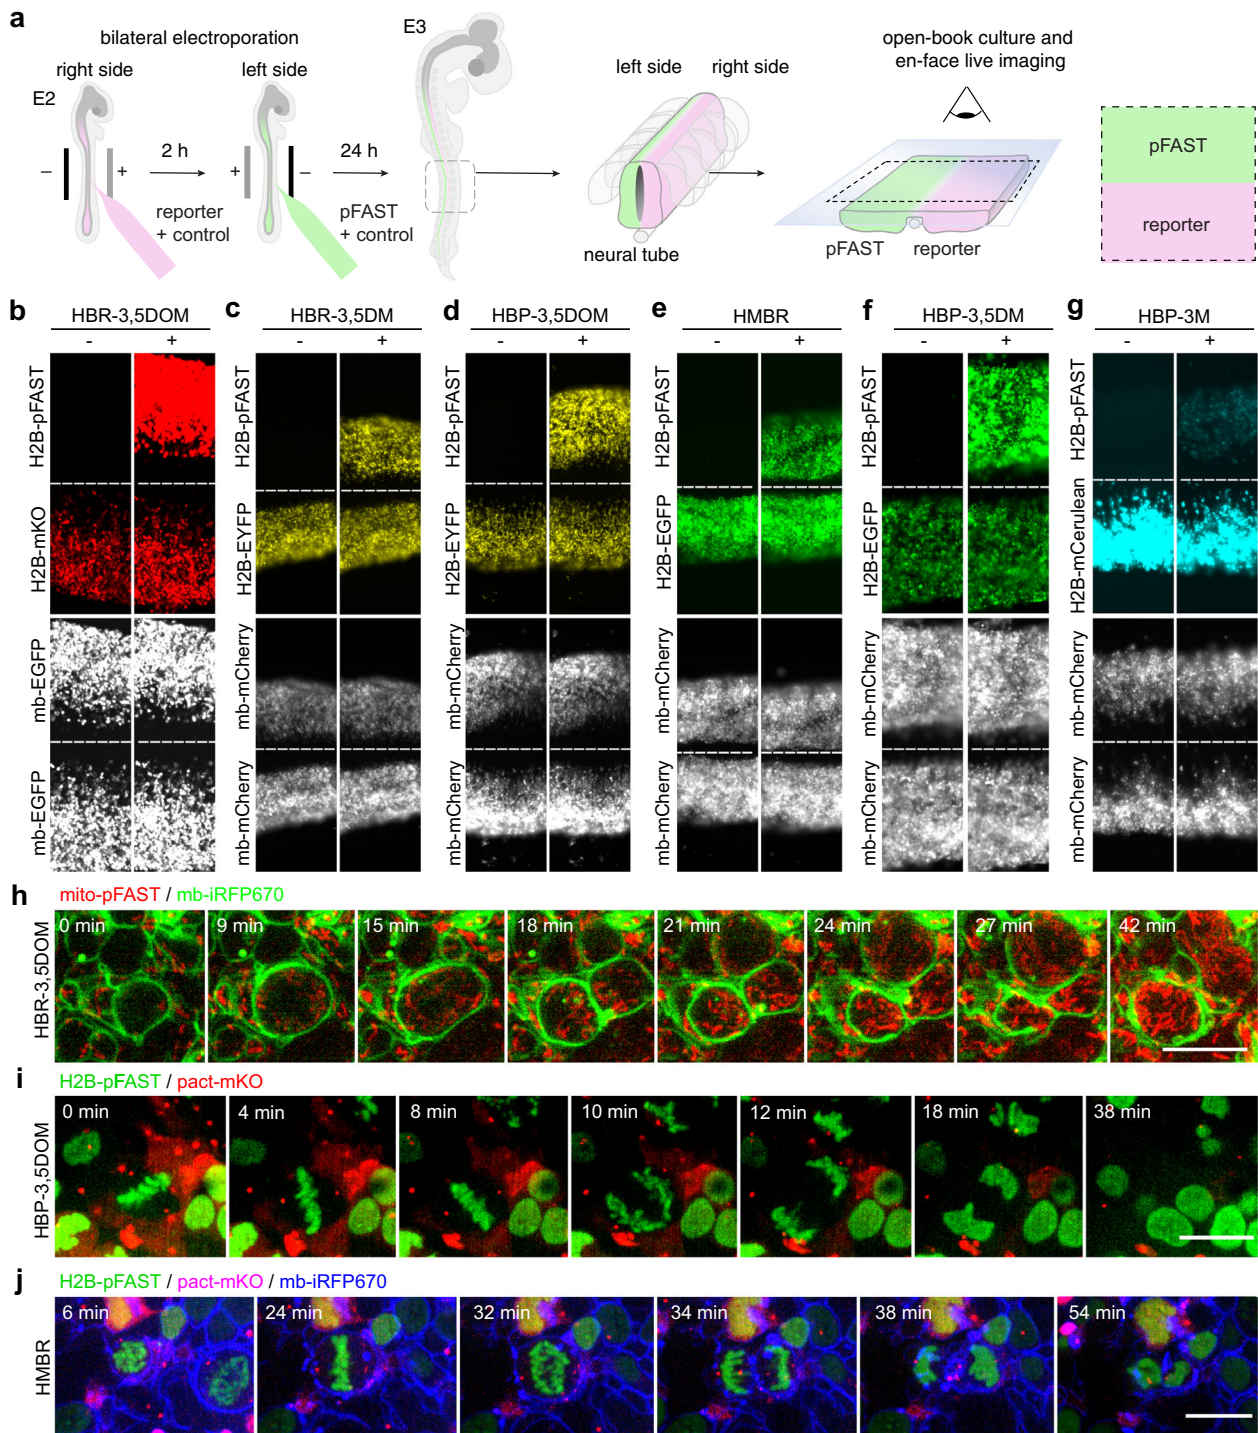 a
bilateral electroporation
right side
left side
E2
E3
–
+
2 h
+
–
24 h
reporter
+ control
pFAST
+ control
left side
right side
neural tube
open-book culture and
en-face live imaging
pFAST
reporter
pFAST
reporter
b
HBR-3,5DOM
-
+
H2B-pFAST
H2B-mKO
mb-EGFP
mb-EGFP
c
HBR-3,5DM
-
+
H2B-pFAST
H2B-EYFP
mb-mCherry
mb-mCherry
d
HBP-3,5DOM
-
+
H2B-pFAST
H2B-EYFP
mb-mCherry
mb-mCherry
e
HMBR
-
+
H2B-pFAST
H2B-EGFP
mb-mCherry
mb-mCherry
f
HBP-3,5DM
-
+
H2B-pFAST
H2B-EGFP
mb-mCherry
mb-mCherry
g
HBP-3M
-
+
H2B-pFAST
H2B-mCerulean
mb-mCherry
mb-mCherry
h
mito-pFAST / mb-iRFP670
HBR-3,5DOM
0 min
9 min
15 min
18 min
21 min
24 min
27 min
42 min
i
H2B-pFAST / pact-mKO
HBP-3,5DOM
0 min
4 min
8 min
10 min
12 min
18 min
38 min
j
H2B-pFAST / pact-mKO / mb-iRFP670
HMBR
6 min
24 min
32 min
34 min
38 min
54 min